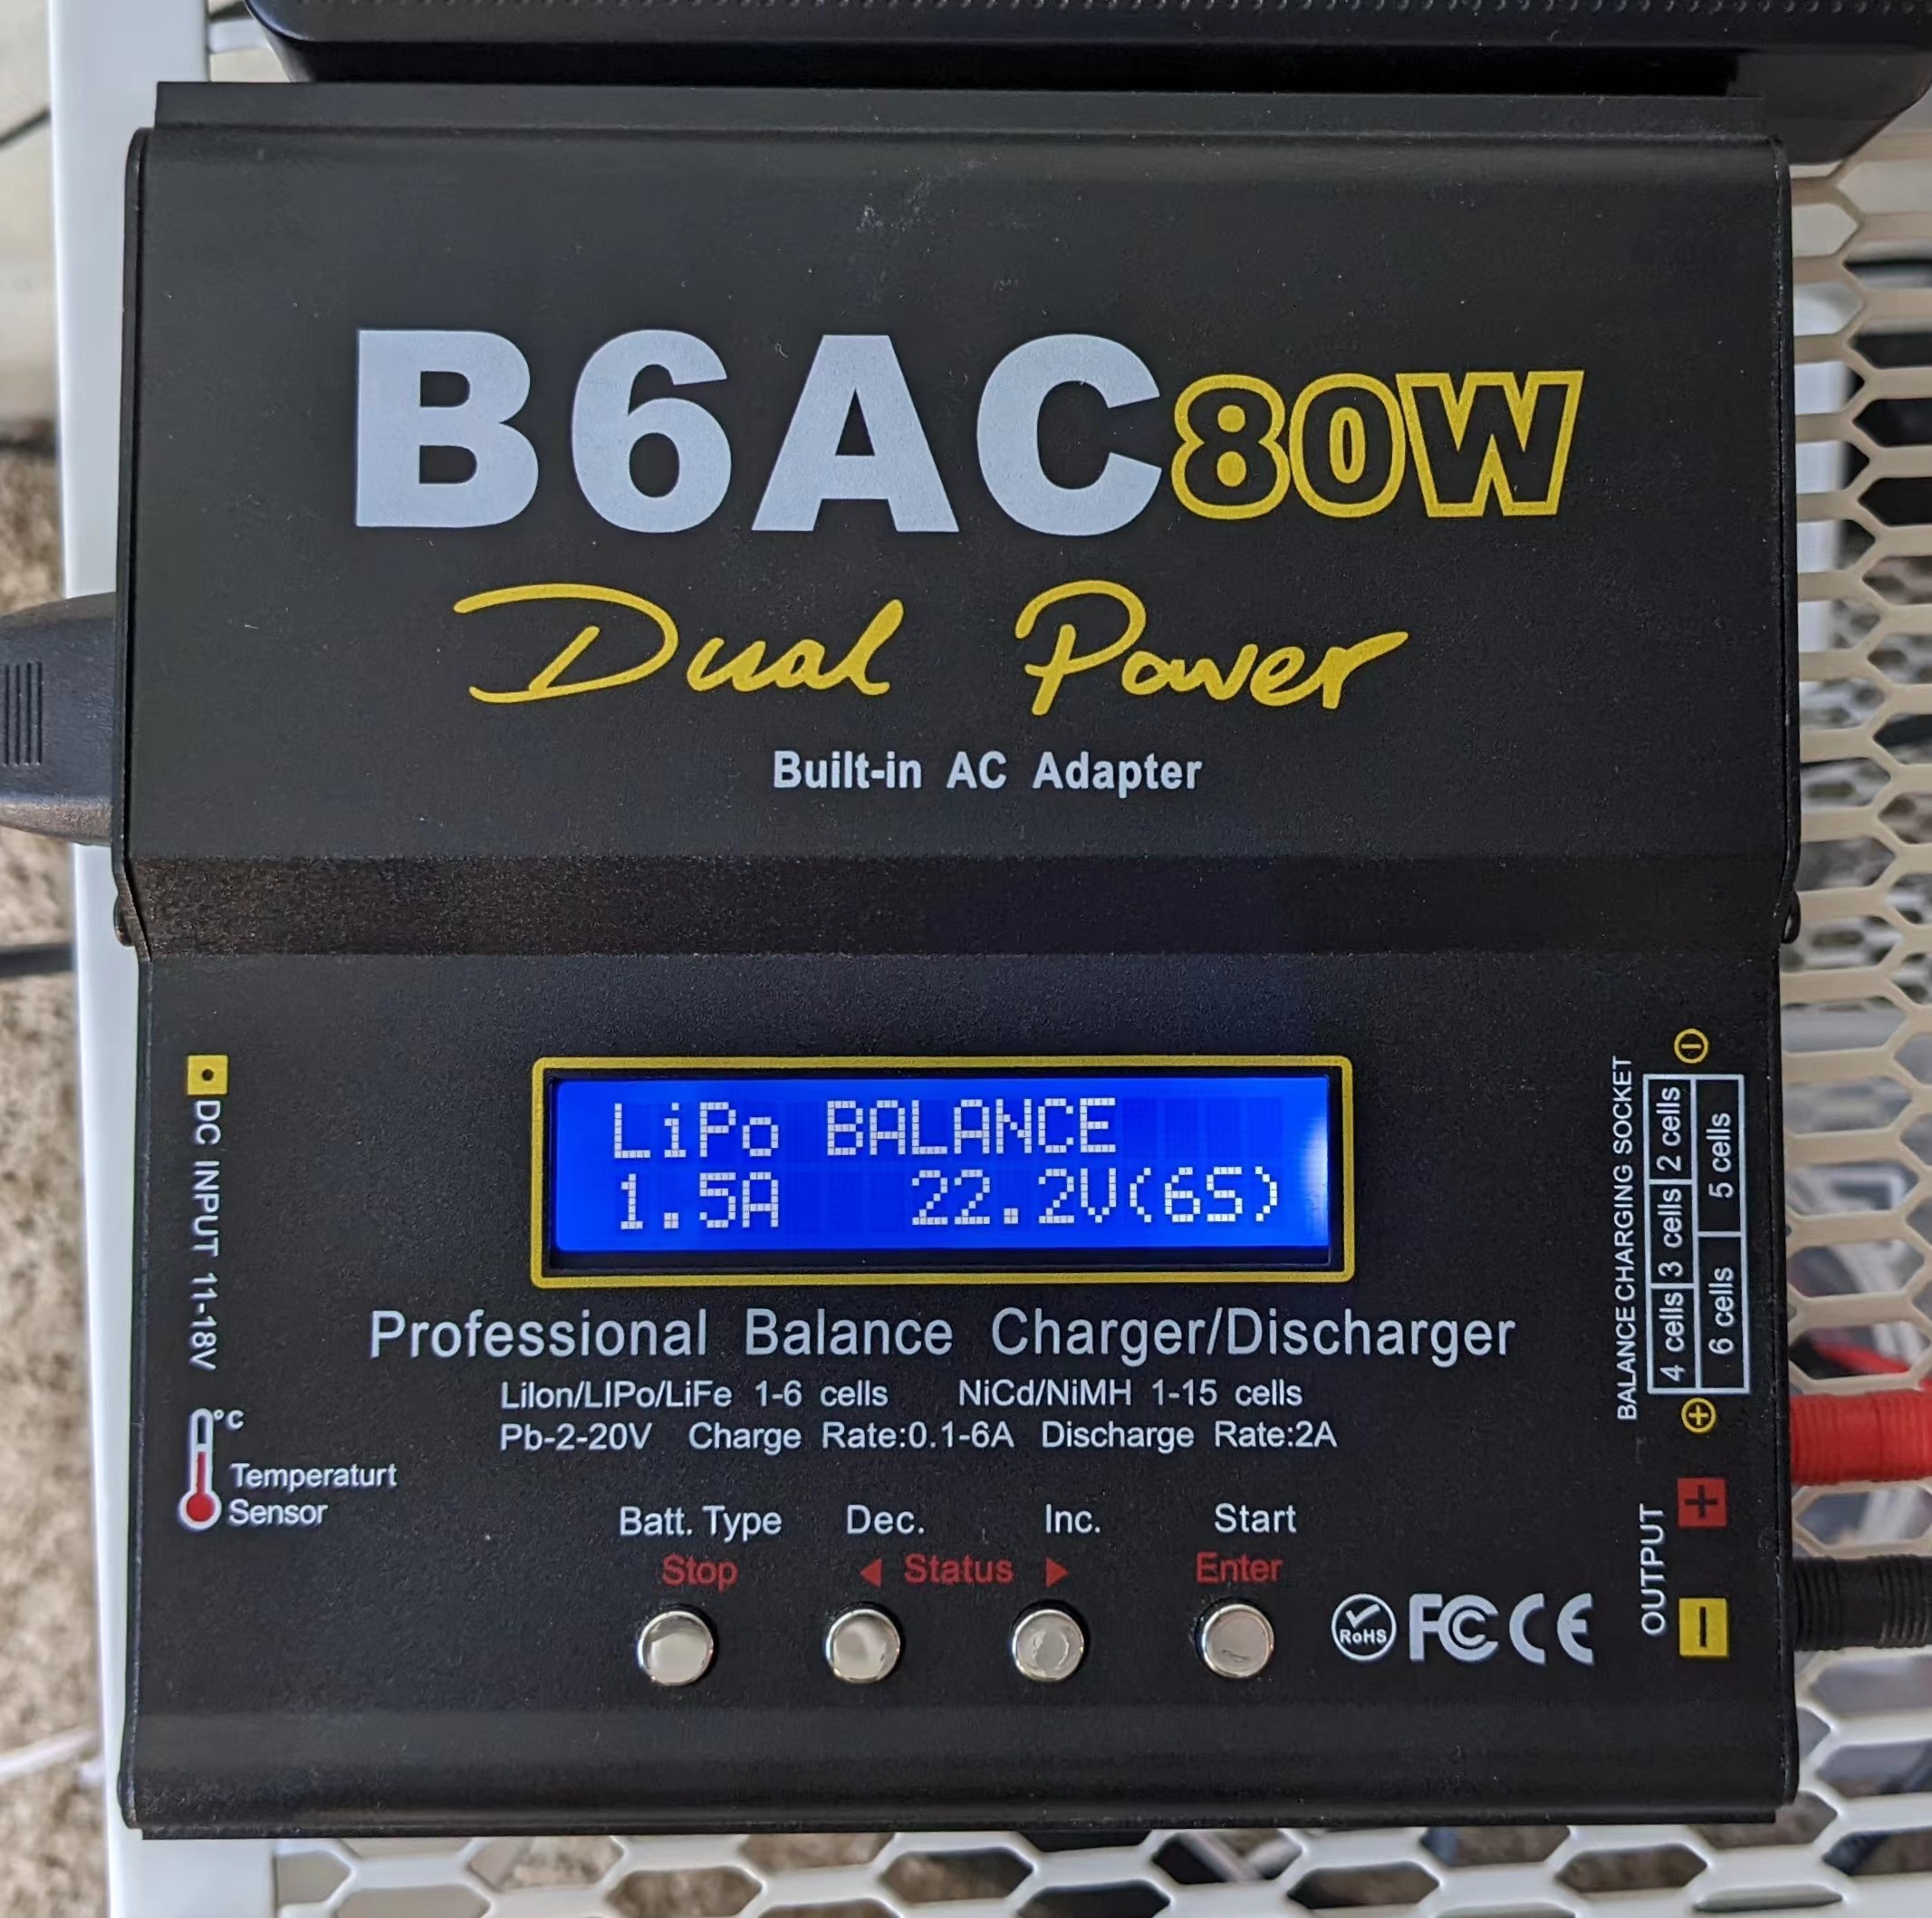 B6AC80W
Dual Power
Built-in AC Adapter
DC INPUT 11-18V
LiPo BALANCE
1.5A 22.2V(6S)
BALANCE CHARGING SOCKET
4 cells 3 cells 2 cells
6 cells 5 cells
Professional Balance Charger/Discharger
LiIon/LIPo/LiFe 1-6 cells NiCd/NiMH 1-15 cells
Pb-2-20V Charge Rate:0.1-6A Discharge Rate:2A
°C
Temperaturt
Sensor
Batt. Type Dec. Inc. Start
Stop ◀ Status ▶ Enter
RoHS FC CE
OUTPUT
+
−